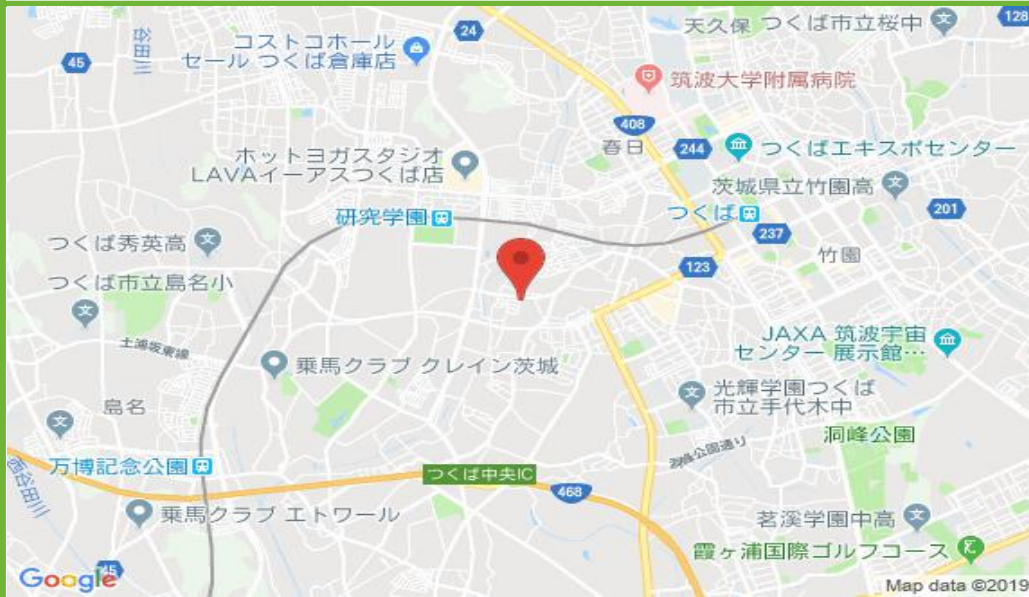 天久保
つくば市立桜中
128
谷田川
45
コストコホール
セール つくば倉庫店
24
筑波大学附属病院
408
春日
244
つくばエキスポセンター
ホットヨガスタジオ
LAVAイーアスつくば店
茨城県立竹園高
201
研究学園
つくば
237
つくば秀英高
竹園
123
つくば市立島名小
土浦坂東線
JAXA 筑波宇宙
センター 展示館…
乗馬クラブ クレイン茨城
光輝学園つくば
市立手代木中
島名
洞峰公園
洞峰公園通り
万博記念公園
つくば中央IC
468
西谷田川
乗馬クラブ エトワール
茗溪学園中高
霞ヶ浦国際ゴルフコース
45
Google
Map data ©2019